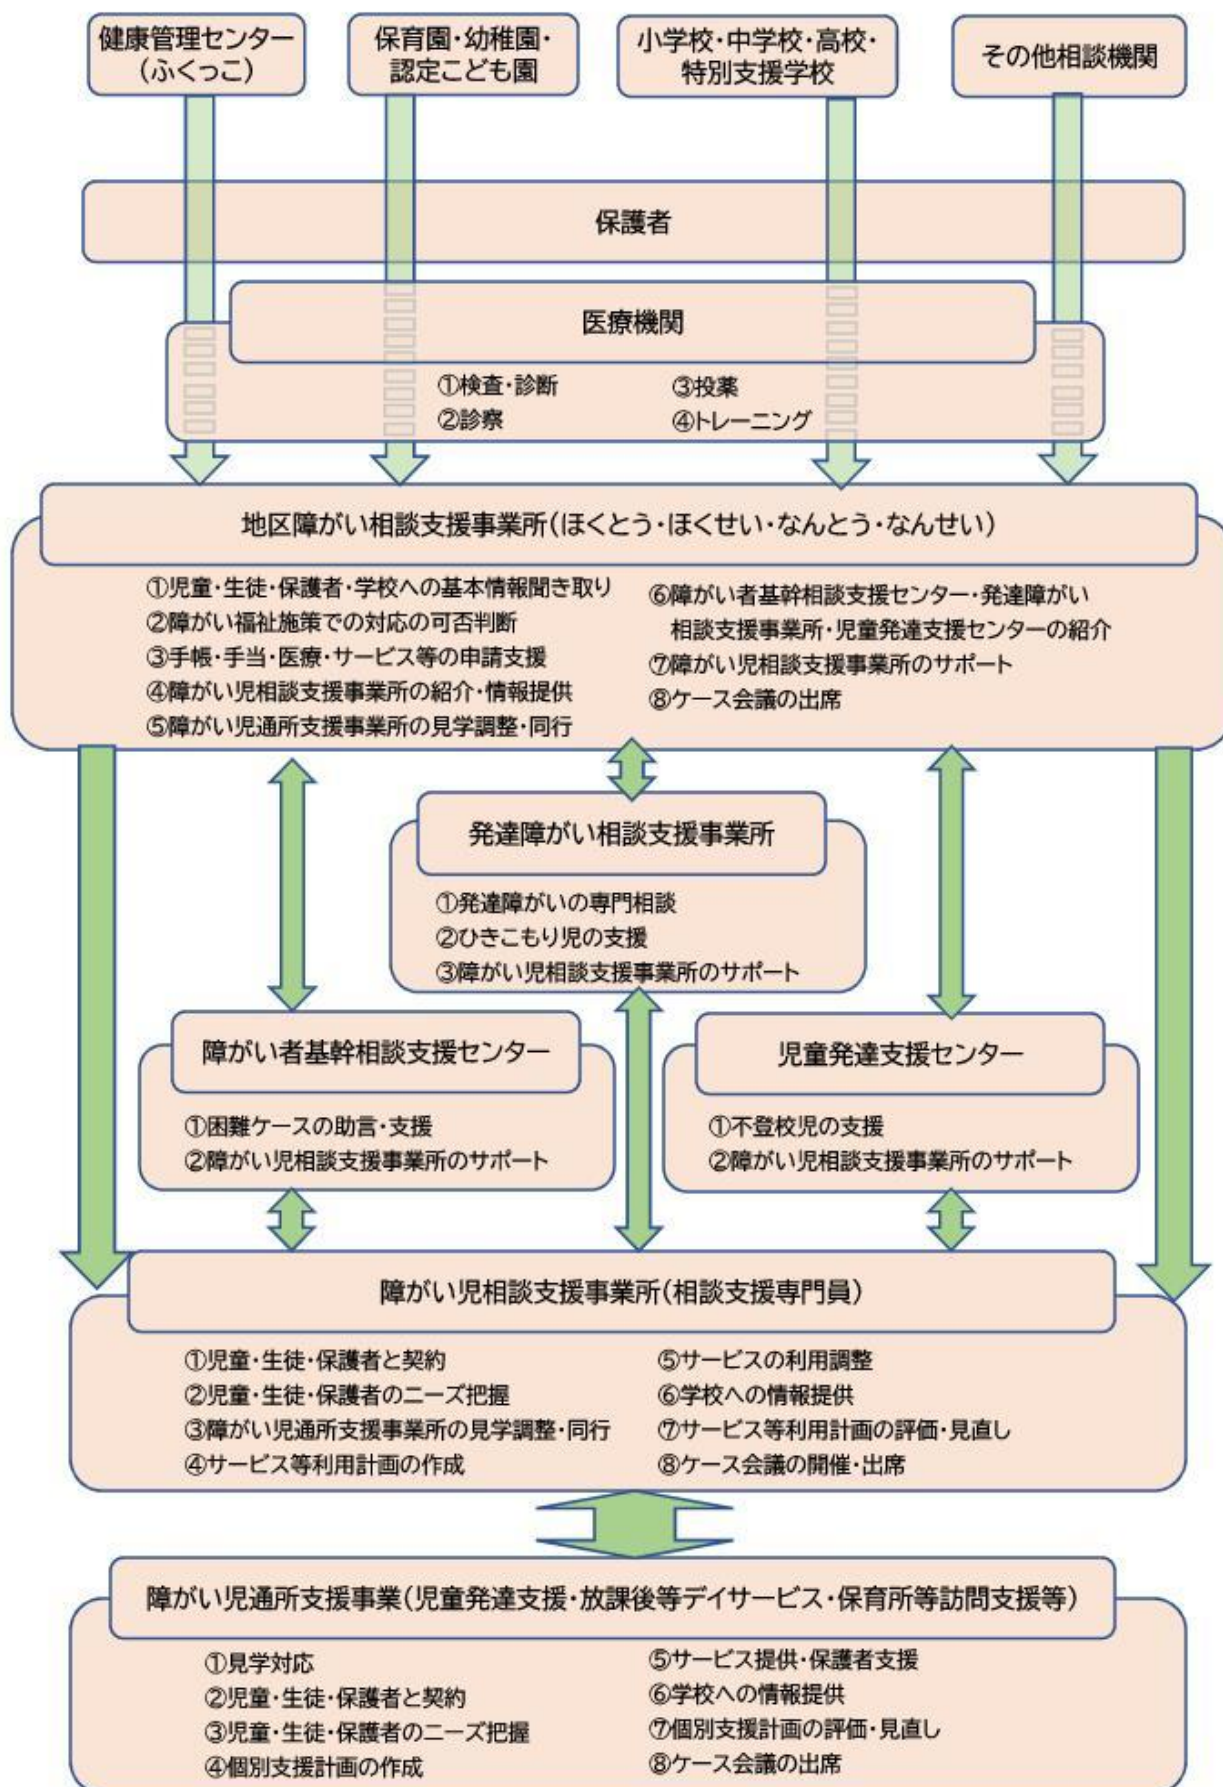 健康管理センター
(ふくっこ)
保育園・幼稚園・
認定こども園
小学校・中学校・高校・
特別支援学校
その他相談機関
保護者
医療機関
①検査・診断
②診察
③投薬
④トレーニング
地区障がい相談支援事業所(ほくとう・ほくせい・なんとう・なんせい)
①児童・生徒・保護者・学校への基本情報聞き取り
②障がい福祉施策での対応の可否判断
③手帳・手当・医療・サービス等の申請支援
④障がい児相談支援事業所の紹介・情報提供
⑤障がい児通所支援事業所の見学調整・同行
⑥障がい者基幹相談支援センター・発達障がい
相談支援事業所・児童発達支援センターの紹介
⑦障がい児相談支援事業所のサポート
⑧ケース会議の出席
発達障がい相談支援事業所
①発達障がいの専門相談
②ひきこもり児の支援
③障がい児相談支援事業所のサポート
障がい者基幹相談支援センター
①困難ケースの助言・支援
②障がい児相談支援事業所のサポート
児童発達支援センター
①不登校児の支援
②障がい児相談支援事業所のサポート
障がい児相談支援事業所(相談支援専門員)
①児童・生徒・保護者と契約
②児童・生徒・保護者のニーズ把握
③障がい児通所支援事業所の見学調整・同行
④サービス等利用計画の作成
⑤サービスの利用調整
⑥学校への情報提供
⑦サービス等利用計画の評価・見直し
⑧ケース会議の開催・出席
障がい児通所支援事業(児童発達支援・放課後等デイサービス・保育所等訪問支援等)
①見学対応
②児童・生徒・保護者と契約
③児童・生徒・保護者のニーズ把握
④個別支援計画の作成
⑤サービス提供・保護者支援
⑥学校への情報提供
⑦個別支援計画の評価・見直し
⑧ケース会議の出席